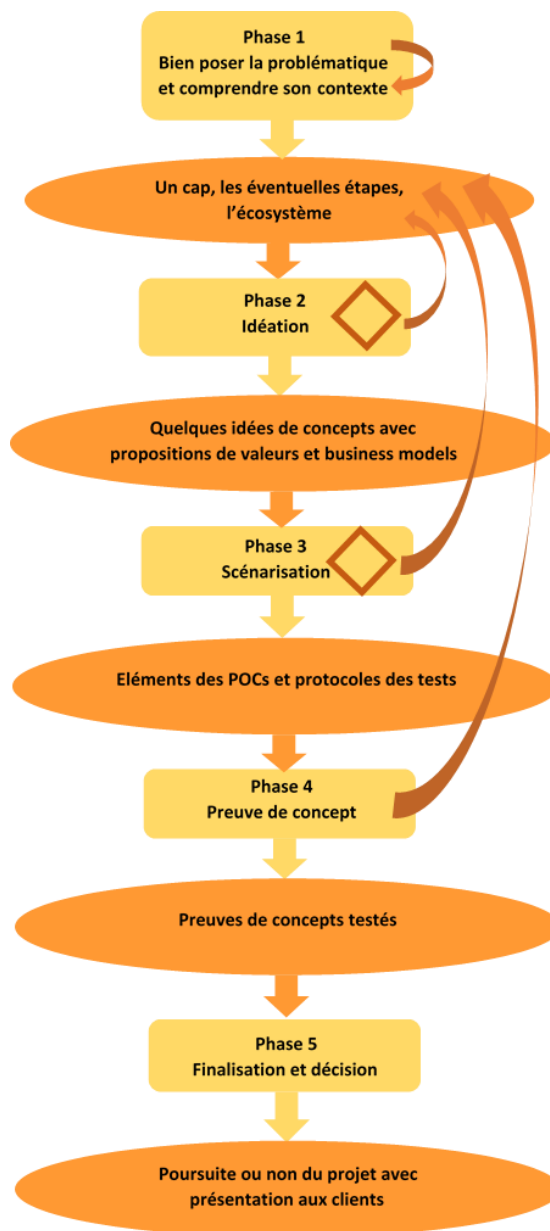 Phase 1
Bien poser la problématique
et comprendre son contexte
Un cap, les éventuelles étapes,
l'écosystème
Phase 2
Idéation
Quelques idées de concepts avec
propositions de valeurs et business models
Phase 3
Scénarisation
Eléments des POCs et protocoles des tests
Phase 4
Preuve de concept
Preuves de concepts testés
Phase 5
Finalisation et décision
Poursuite ou non du projet avec
présentation aux clients